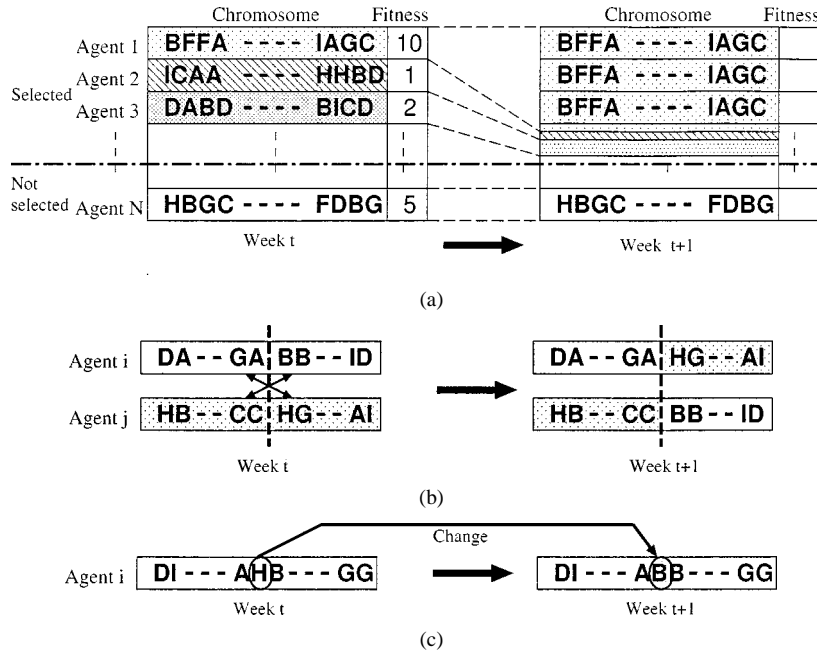 Chromosome Fitness Chromosome Fitness
Agent 1 BFFA ---- IAGC 10 BFFA ---- IAGC
Agent 2 ICAA ---- HHBD 1 BFFA ---- IAGC
Selected
Agent 3 DABD ---- BICD 2 BFFA ---- IAGC
Not selected
Agent N HBGC ---- FDBG 5 HBGC ---- FDBG
Week t Week t+1
(a)
Agent i DA--GA BB--ID DA--GA HG--AI
Agent j HB--CC HG--AI HB--CC BB--ID
Week t Week t+1
(b)
Change
Agent i DI---AHB---GG DI---ABB---GG
Week t Week t+1
(c)